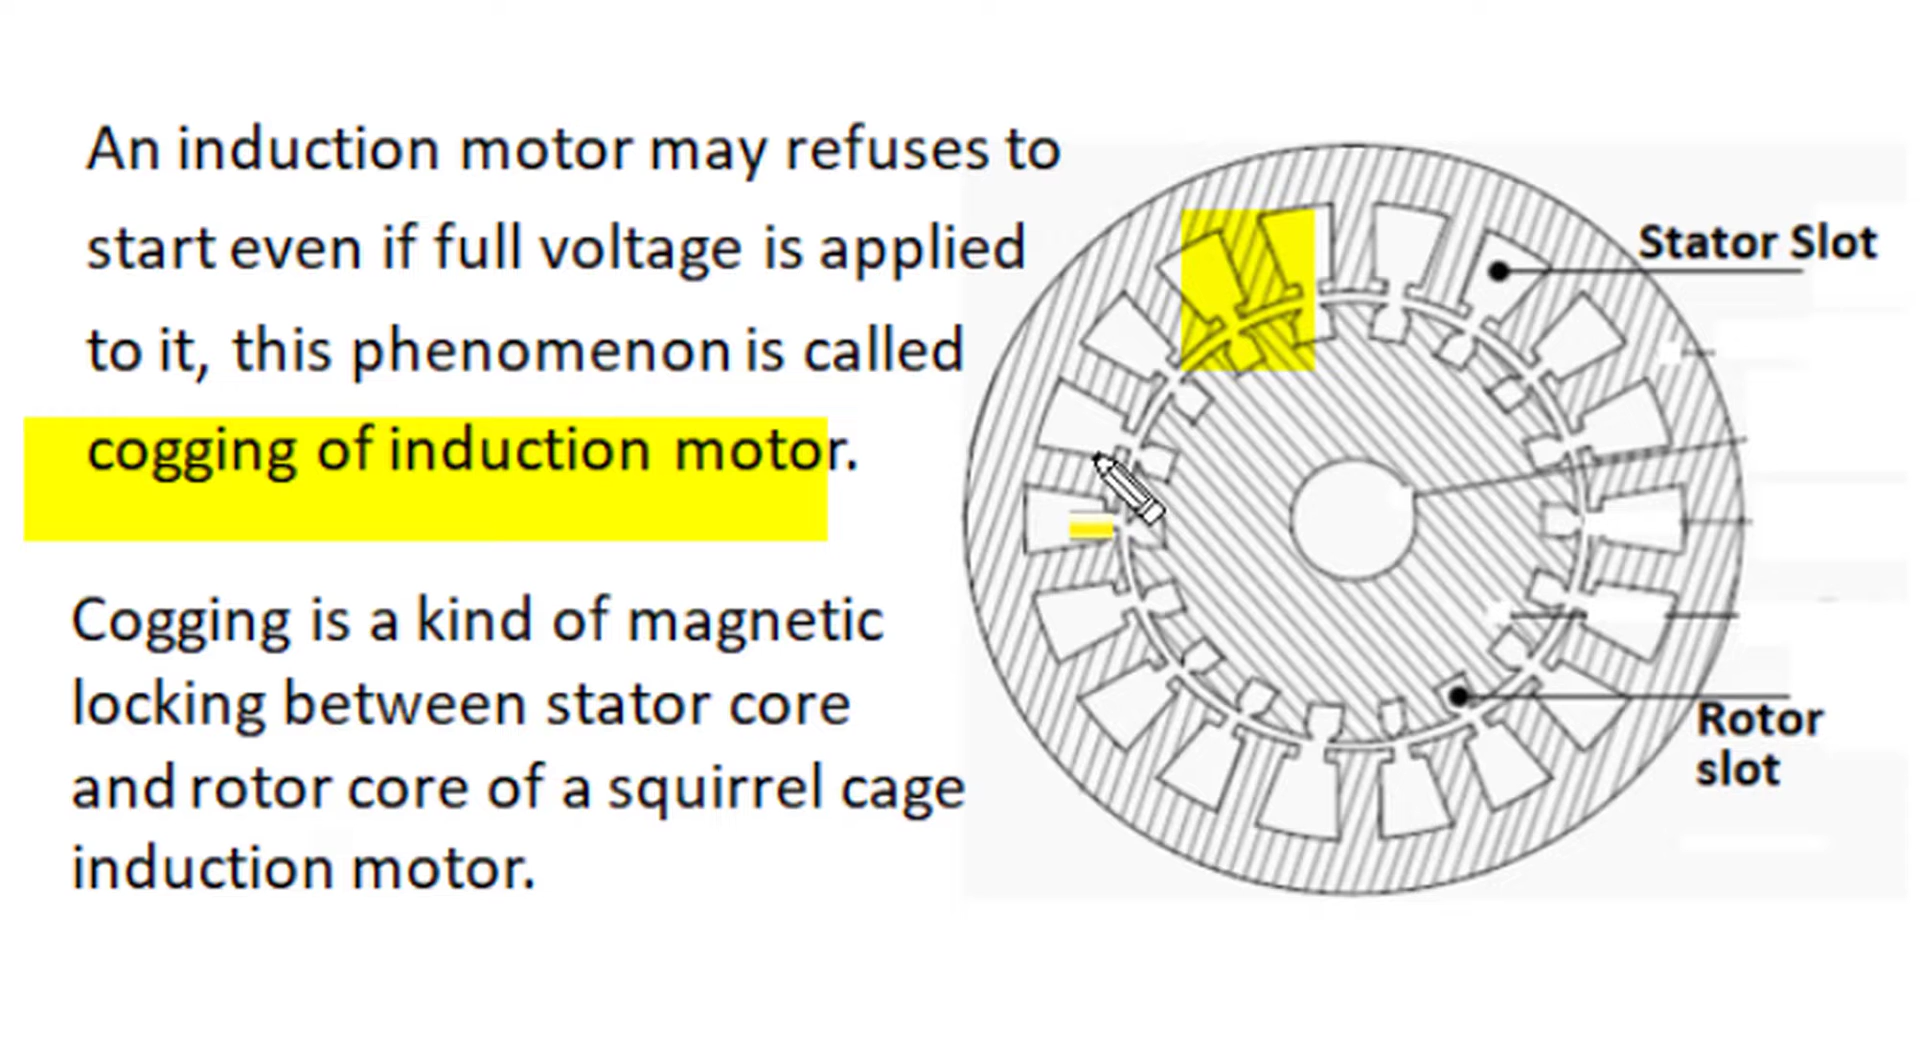 An induction motor may refuses to
start even if full voltage is applied
to it, this phenomenon is called
cogging of induction motor.
Cogging is a kind of magnetic
locking between stator core
and rotor core of a squirrel cage
induction motor.
Stator Slot
Rotor
slot